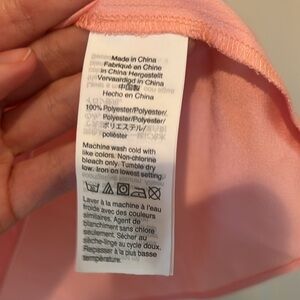 Made in China
Fabriqué en Chine
in China Hergestellt
Vervaardigd in China
中国製
Hecho en China
100% Polyester/Polyester/
Polyester/Polyester/
ポリエステル/
poliéster
Machine wash cold with
like colors. Non-chlorine
bleach only. Tumble dry
low. Iron on lowest setting.
Laver à la machine à l'eau
froide avec des couleurs
similaires. Agent de
blanchiment sans chlore
seulement. Sécher au
sèche-linge au cycle doux.
Repasser à la plus basse
température.